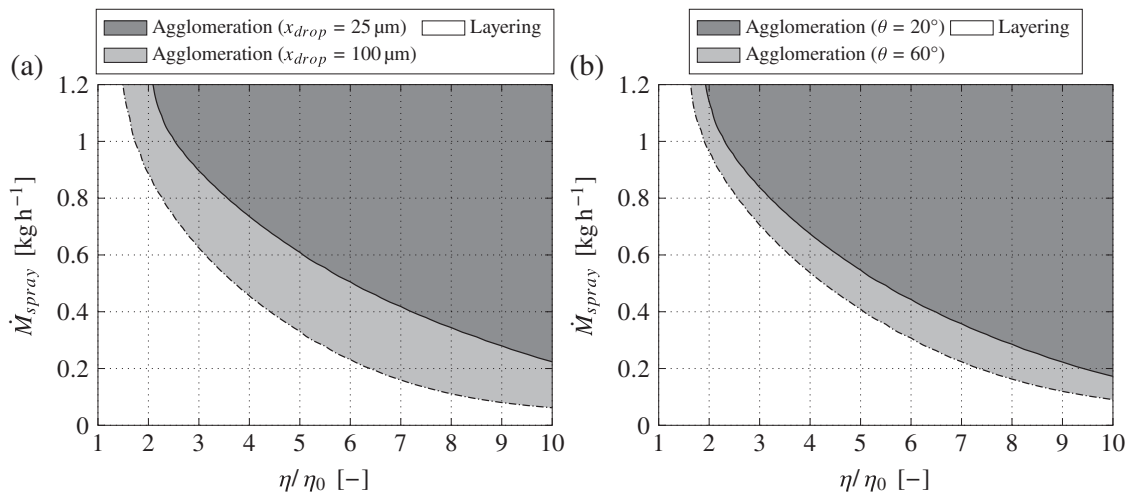 Agglomeration (x_drop = 25 µm) Layering
Agglomeration (x_drop = 100 µm)
(a)
1.2
1
0.8
0.6
0.4
0.2
0
Ṁ_spray [kg h⁻¹]
1 2 3 4 5 6 7 8 9 10
η/η₀ [−]
Agglomeration (θ = 20°) Layering
Agglomeration (θ = 60°)
(b)
1.2
1
0.8
0.6
0.4
0.2
0
Ṁ_spray [kg h⁻¹]
1 2 3 4 5 6 7 8 9 10
η/η₀ [−]